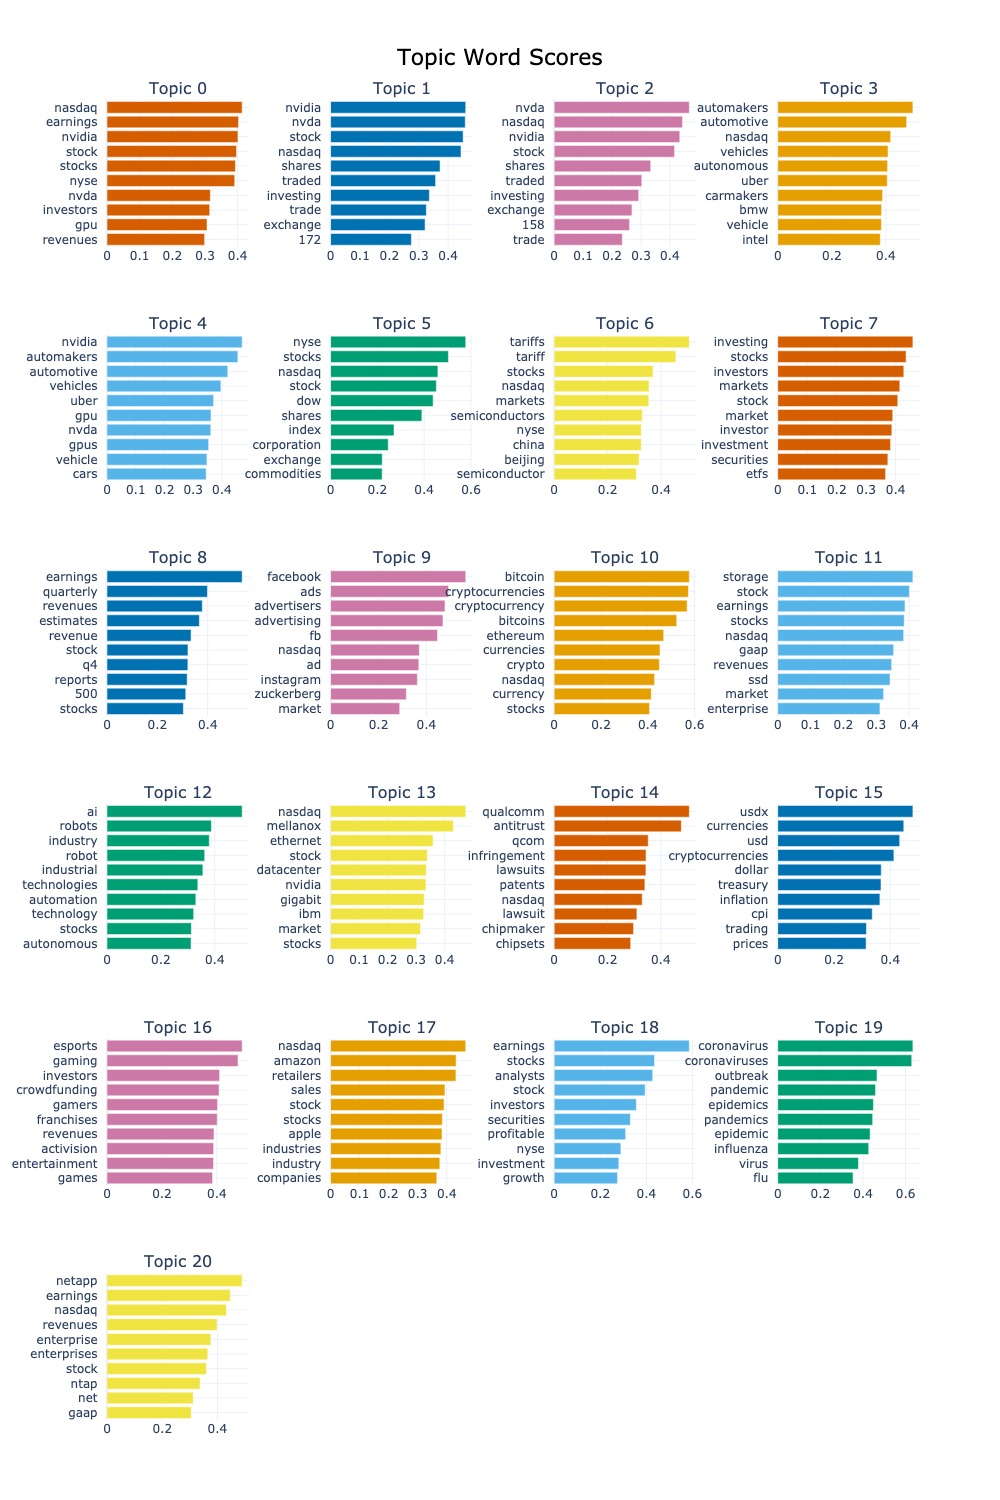 Topic Word Scores
Topic 0
nasdaq
earnings
nvidia
stock
stocks
nyse
nvda
investors
gpu
revenues
0 0.1 0.2 0.3 0.4
Topic 1
nvidia
nvda
stock
nasdaq
shares
traded
investing
trade
exchange
172
0 0.1 0.2 0.3 0.4
Topic 2
nvda
nasdaq
nvidia
stock
shares
traded
investing
exchange
158
trade
0 0.1 0.2 0.3 0.4
Topic 3
automakers
automotive
nasdaq
vehicles
autonomous
uber
carmakers
bmw
vehicle
intel
0 0.2 0.4
Topic 4
nvidia
automakers
automotive
vehicles
uber
gpu
nvda
gpus
vehicle
cars
0 0.1 0.2 0.3 0.4
Topic 5
nyse
stocks
nasdaq
stock
dow
shares
index
corporation
exchange
commodities
0 0.2 0.4 0.6
Topic 6
tariffs
tariff
stocks
nasdaq
markets
semiconductors
nyse
china
beijing
semiconductor
0 0.2 0.4
Topic 7
investing
stocks
investors
markets
stock
market
investor
investment
securities
etfs
0 0.1 0.2 0.3 0.4
Topic 8
earnings
quarterly
revenues
estimates
revenue
stock
q4
reports
500
stocks
0 0.2 0.4
Topic 9
facebook
ads
advertisers
advertising
fb
nasdaq
ad
instagram
zuckerberg
market
0 0.2 0.4
Topic 10
bitcoin
cryptocurrencies
cryptocurrency
bitcoins
ethereum
currencies
crypto
nasdaq
currency
stocks
0 0.2 0.4 0.6
Topic 11
storage
stock
earnings
stocks
nasdaq
gaap
revenues
ssd
market
enterprise
0 0.1 0.2 0.3 0.4
Topic 12
ai
robots
industry
robot
industrial
technologies
automation
technology
stocks
autonomous
0 0.2 0.4
Topic 13
nasdaq
mellanox
ethernet
stock
datacenter
nvidia
gigabit
ibm
market
stocks
0 0.1 0.2 0.3 0.4
Topic 14
qualcomm
antitrust
qcom
infringement
lawsuits
patents
nasdaq
lawsuit
chipmaker
chipsets
0 0.2 0.4
Topic 15
usdx
currencies
usd
cryptocurrencies
dollar
treasury
inflation
cpi
trading
prices
0 0.2 0.4
Topic 16
esports
gaming
investors
crowdfunding
gamers
franchises
revenues
activision
entertainment
games
0 0.2 0.4
Topic 17
nasdaq
amazon
retailers
sales
stock
stocks
apple
industries
industry
companies
0 0.1 0.2 0.3 0.4
Topic 18
earnings
stocks
analysts
stock
investors
securities
profitable
nyse
investment
growth
0 0.2 0.4 0.6
Topic 19
coronavirus
coronaviruses
outbreak
pandemic
epidemics
pandemics
epidemic
influenza
virus
flu
0 0.2 0.4 0.6
Topic 20
netapp
earnings
nasdaq
revenues
enterprise
enterprises
stock
ntap
net
gaap
0 0.2 0.4